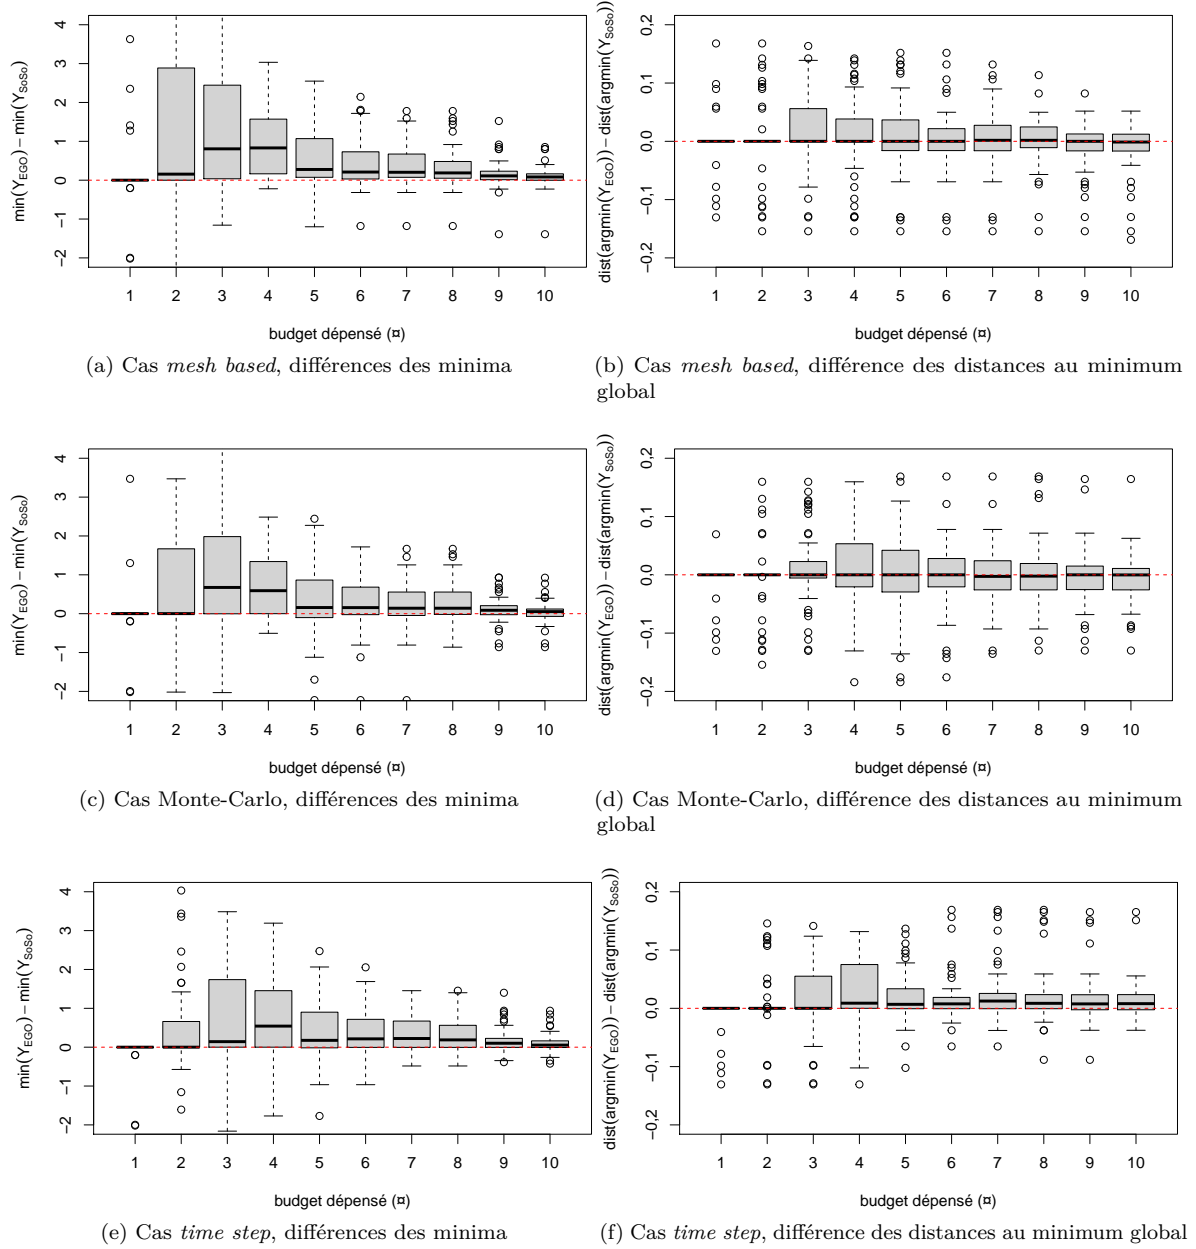 min(Y_EGO) − min(Y_SoSo)
4
3
2
1
0
−1
−2
1 2 3 4 5 6 7 8 9 10
budget dépensé (¤)
(a) Cas mesh based, différences des minima
dist(argmin(Y_EGO)) − dist(argmin(Y_SoSo))
0,2
0,1
0,0
−0,1
−0,2
1 2 3 4 5 6 7 8 9 10
budget dépensé (¤)
(b) Cas mesh based, différence des distances au minimum
global
min(Y_EGO) − min(Y_SoSo)
4
3
2
1
0
−1
−2
1 2 3 4 5 6 7 8 9 10
budget dépensé (¤)
(c) Cas Monte-Carlo, différences des minima
dist(argmin(Y_EGO)) − dist(argmin(Y_SoSo))
0,2
0,1
0,0
−0,1
−0,2
1 2 3 4 5 6 7 8 9 10
budget dépensé (¤)
(d) Cas Monte-Carlo, différence des distances au minimum
global
min(Y_EGO) − min(Y_SoSo)
4
3
2
1
0
−1
−2
1 2 3 4 5 6 7 8 9 10
budget dépensé (¤)
(e) Cas time step, différences des minima
dist(argmin(Y_EGO)) − dist(argmin(Y_SoSo))
0,2
0,1
0,0
−0,1
−0,2
1 2 3 4 5 6 7 8 9 10
budget dépensé (¤)
(f) Cas time step, différence des distances au minimum global